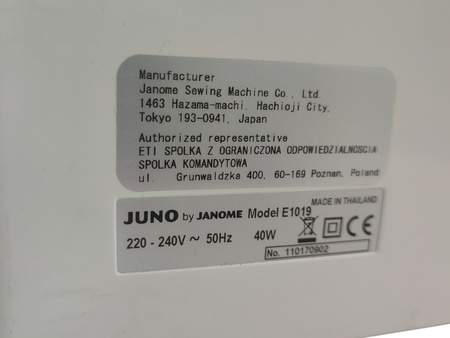 Manufacturer
Janome Sewing Machine Co., Ltd.
1463 Hazama-machi, Hachioji City,
Tokyo 193-0941, Japan
Authorized representative
ETI SPOLKA Z OGRANICZONA ODPOWIEDZIALNOSCIA
SPOLKA KOMANDYTOWA
ul. Grunwaldzka 400, 60-169 Poznan, Poland
JUNO by JANOME Model E1019
MADE IN THAILAND
220 - 240V ~ 50Hz 40W
CE
No. 110170902